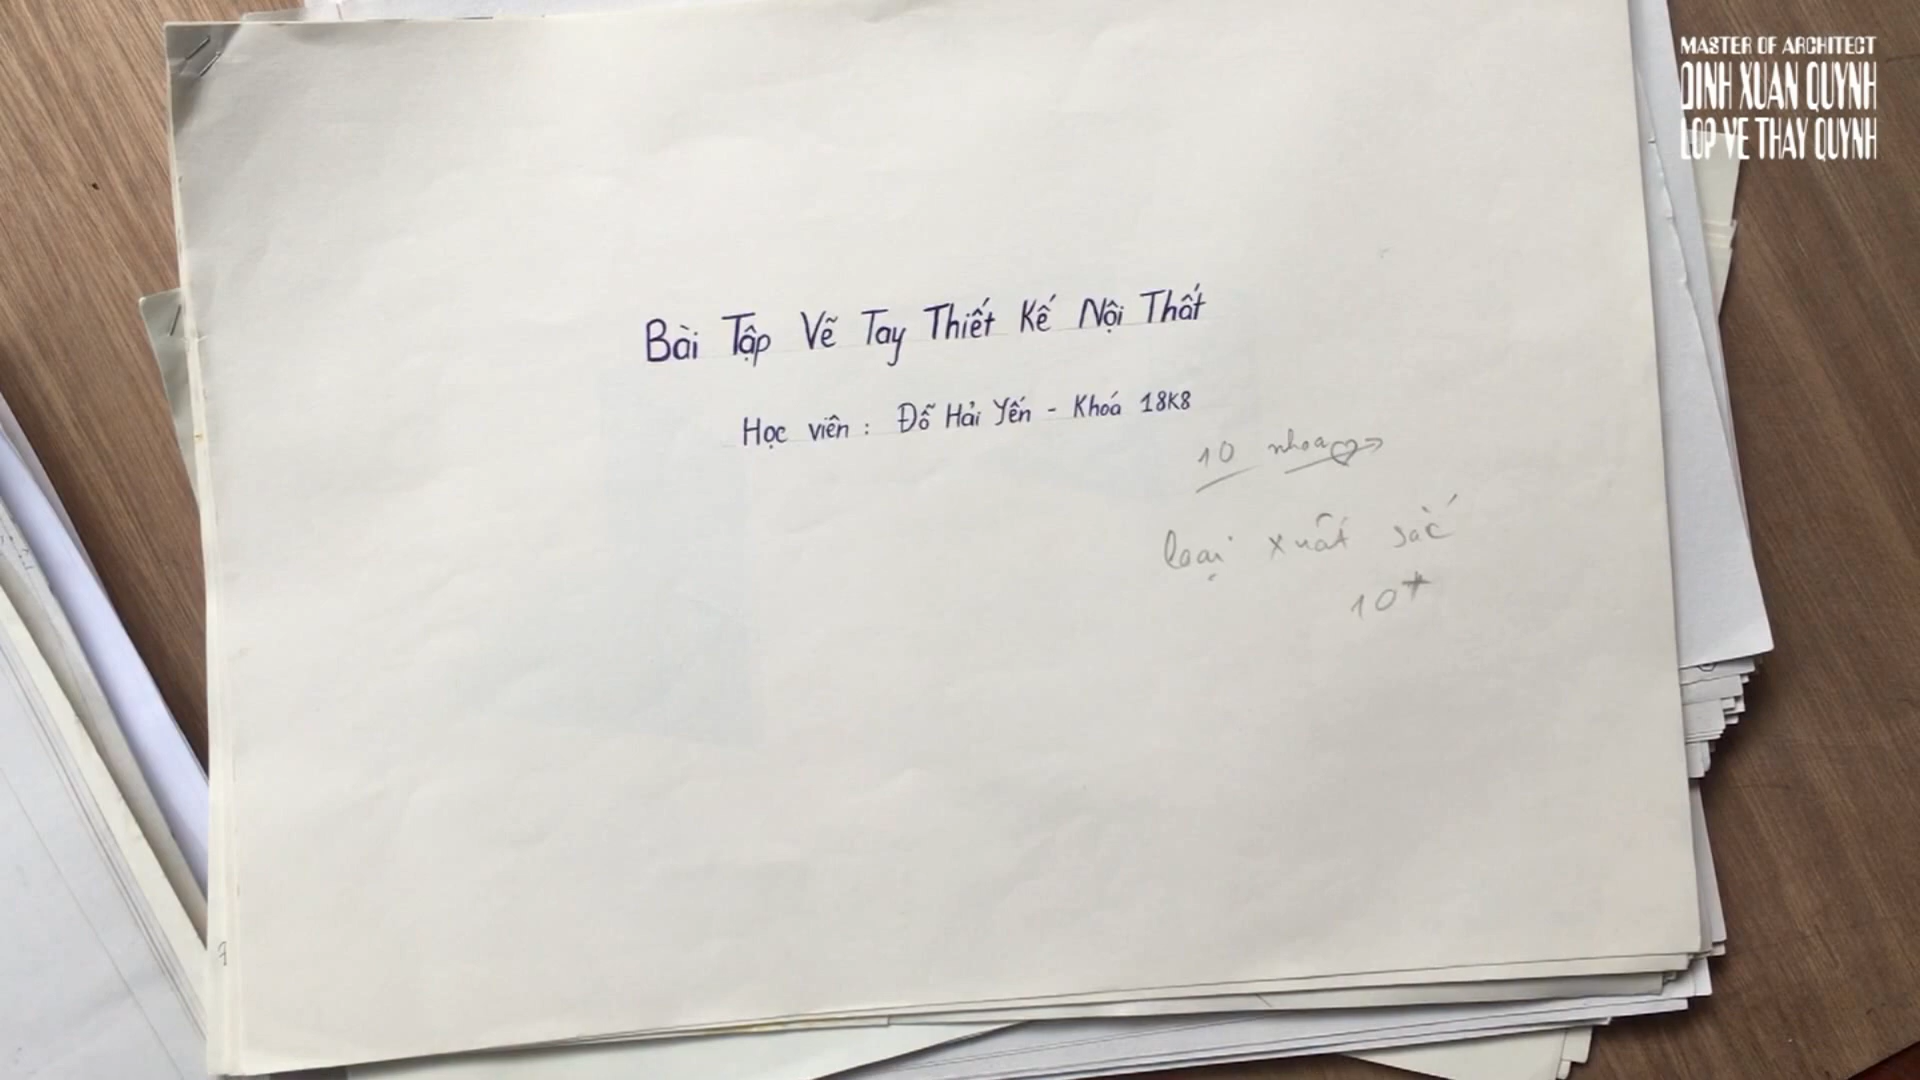 MASTER OF ARCHITECT
DINH XUAN QUYNH
LOP VE THAY QUYNH
Bài Tập Vẽ Tay Thiết Kế Nội Thất
Học viên : Đỗ Hải Yến - Khoá 18K8
10 nhoa
loại xuất sắc
10+